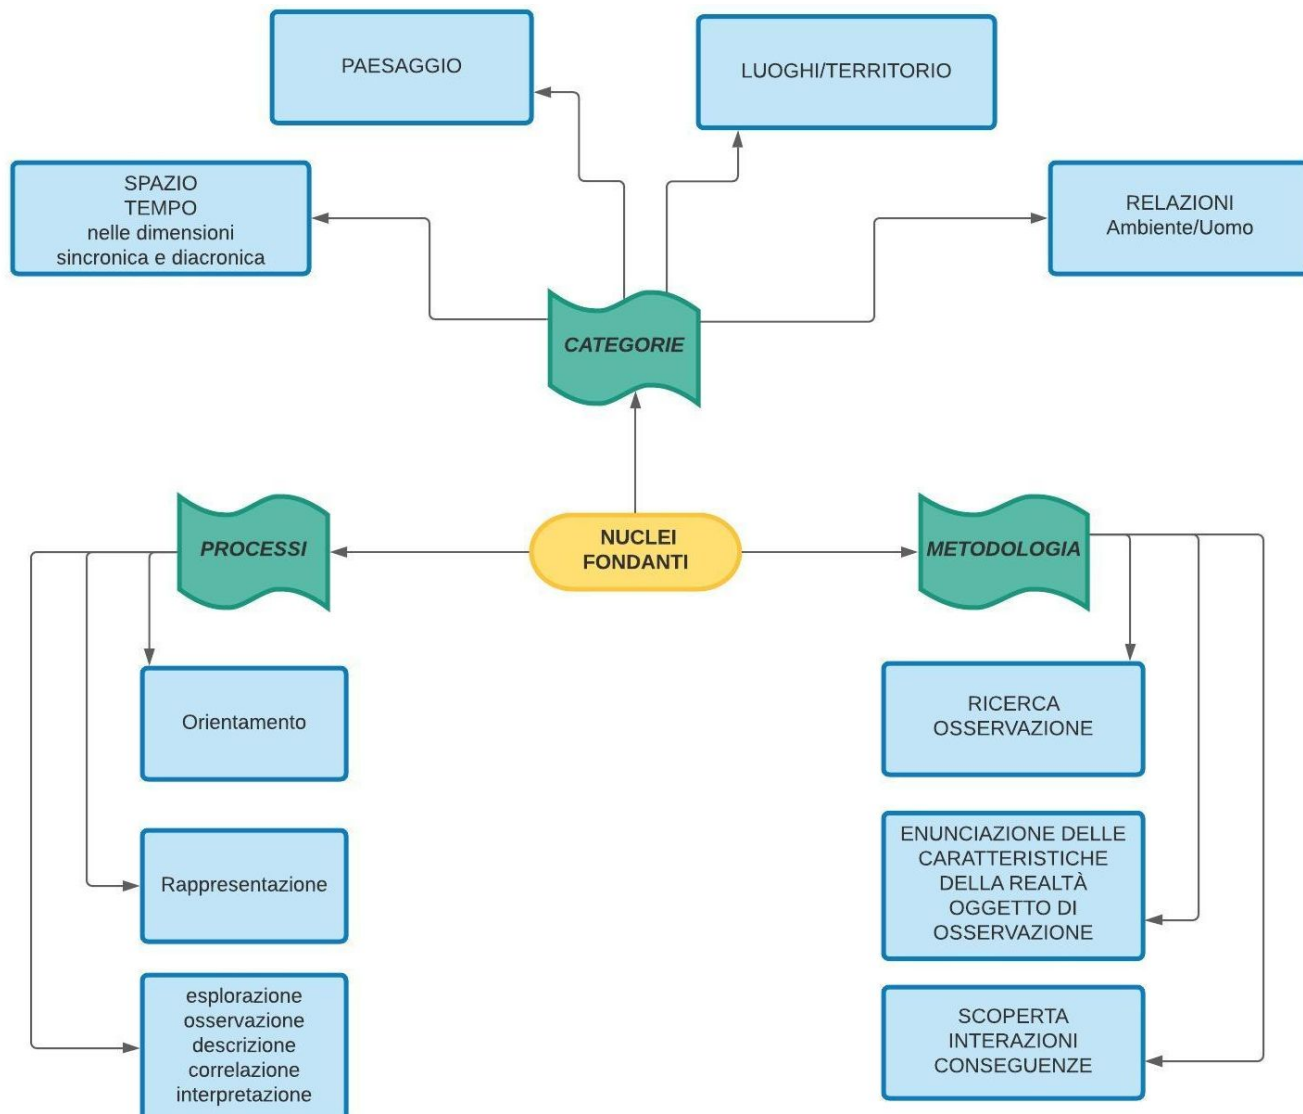 PAESAGGIO
LUOGHI/TERRITORIO
SPAZIO
TEMPO
nelle dimensioni
sincronica e diacronica
RELAZIONI
Ambiente/Uomo
CATEGORIE
PROCESSI
NUCLEI
FONDANTI
METODOLOGIA
Orientamento
RICERCA
OSSERVAZIONE
Rappresentazione
ENUNCIAZIONE DELLE
CARATTERISTICHE
DELLA REALTÀ
OGGETTO DI
OSSERVAZIONE
esplorazione
osservazione
descrizione
correlazione
interpretazione
SCOPERTA
INTERAZIONI
CONSEGUENZE